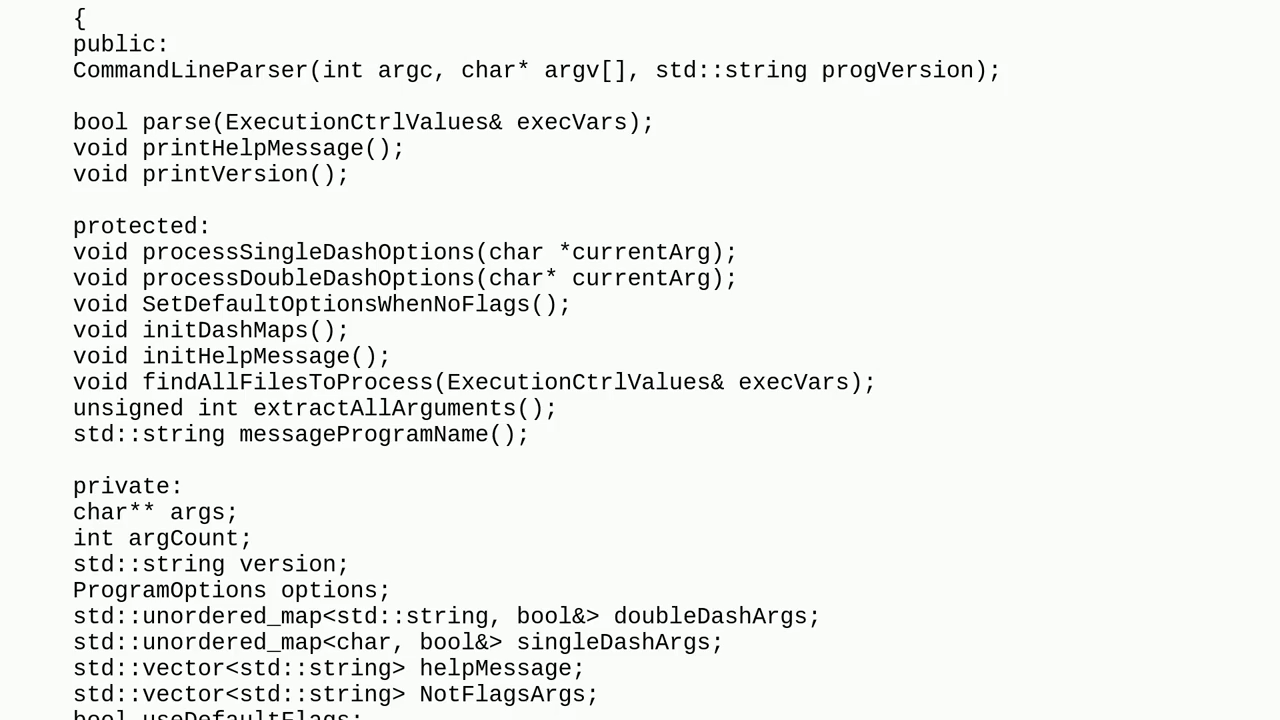 {
public:
CommandLineParser(int argc, char* argv[], std::string progVersion);
bool parse(ExecutionCtrlValues& execVars);
void printHelpMessage();
void printVersion();
protected:
void processSingleDashOptions(char *currentArg);
void processDoubleDashOptions(char* currentArg);
void SetDefaultOptionsWhenNoFlags();
void initDashMaps();
void initHelpMessage();
void findAllFilesToProcess(ExecutionCtrlValues& execVars);
unsigned int extractAllArguments();
std::string messageProgramName();
private:
char** args;
int argCount;
std::string version;
ProgramOptions options;
std::unordered_map<std::string, bool&> doubleDashArgs;
std::unordered_map<char, bool&> singleDashArgs;
std::vector<std::string> helpMessage;
std::vector<std::string> NotFlagsArgs;
bool useDefaultFlags;